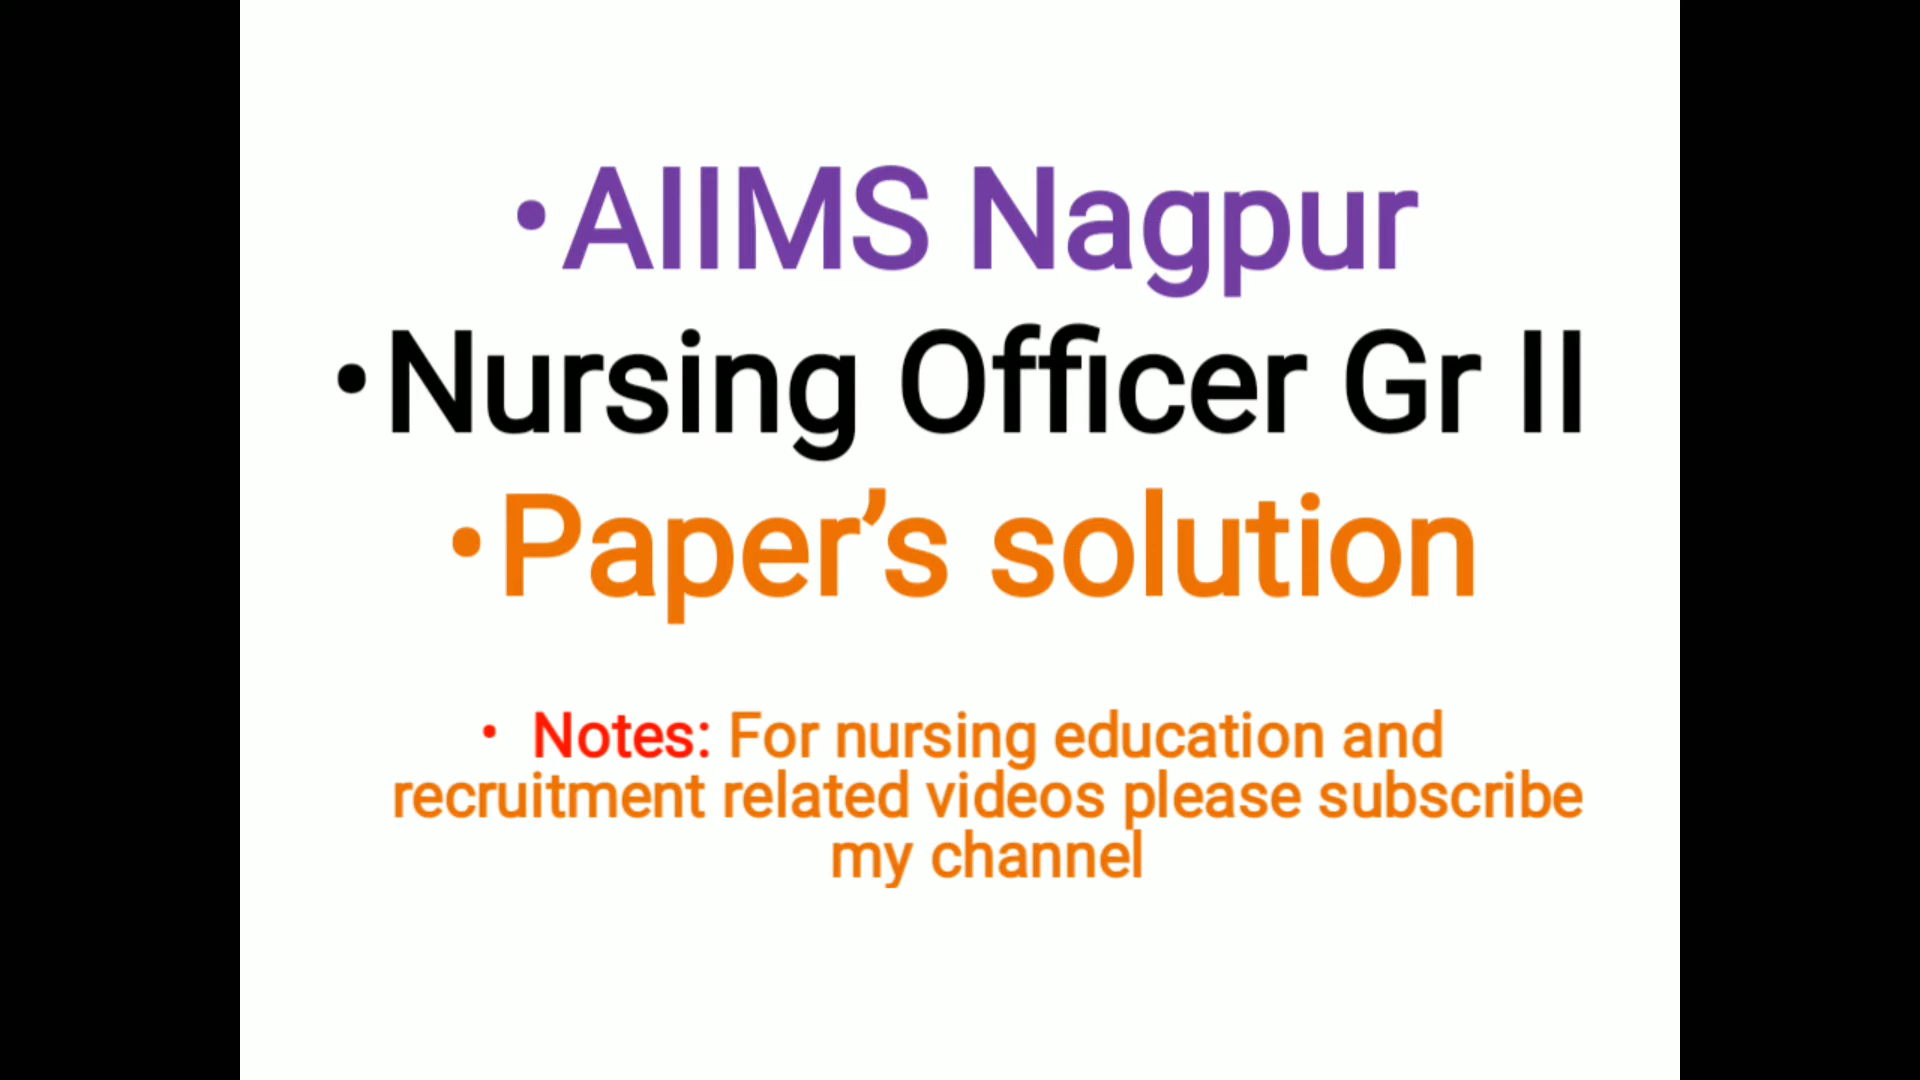 •AIIMS Nagpur
•Nursing Officer Gr II
•Paper’s solution
• Notes: For nursing education and
recruitment related videos please subscribe
my channel